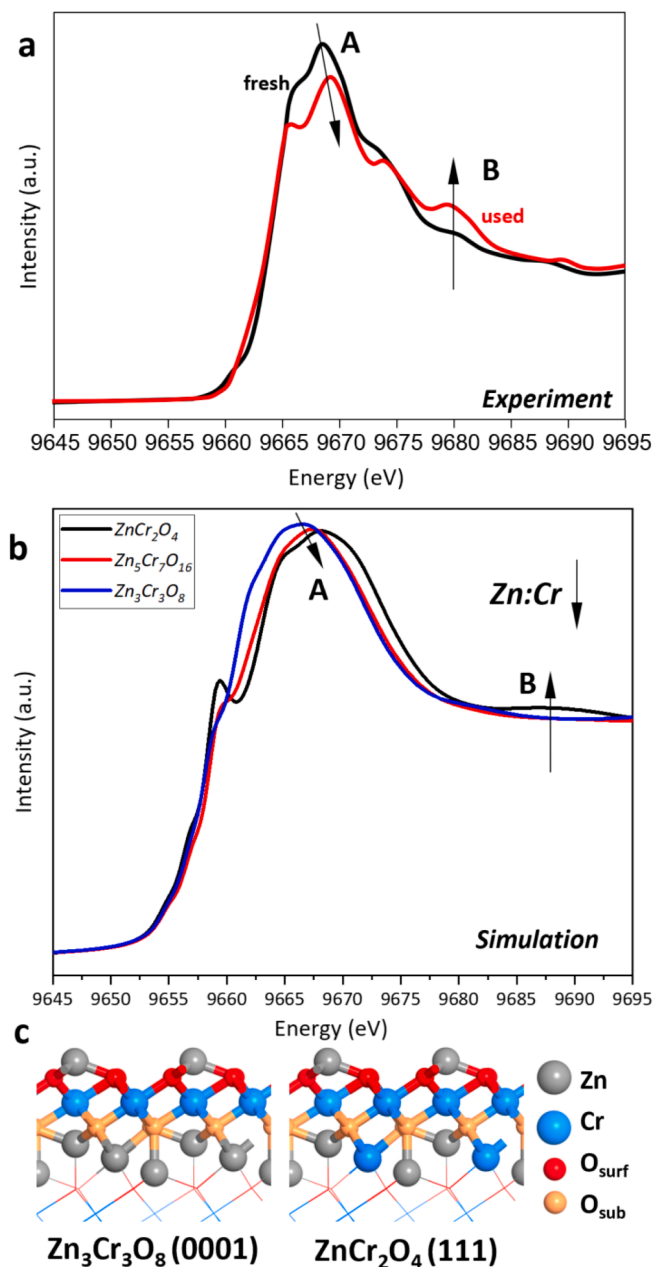 a
A
fresh
B
used
Intensity (a.u.)
Experiment
9645 9650 9655 9660 9665 9670 9675 9680 9685 9690 9695
Energy (eV)
b
ZnCr₂O₄
Zn₅Cr₇O₁₆
Zn₃Cr₃O₈
A
Zn:Cr
B
Intensity (a.u.)
Simulation
9645 9650 9655 9660 9665 9670 9675 9680 9685 9690 9695
Energy (eV)
c
Zn
Cr
O_surf
O_sub
Zn₃Cr₃O₈ (0001) ZnCr₂O₄ (111)